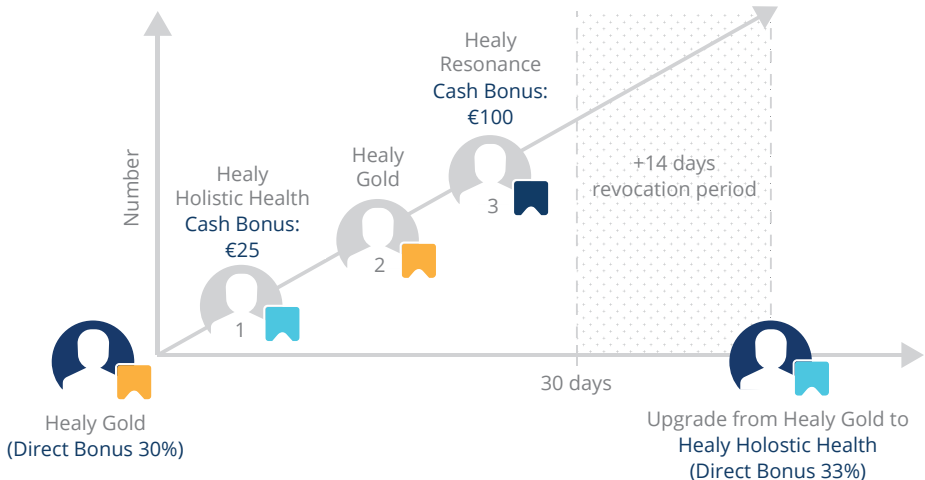 Healy
Resonance
Cash Bonus:
€100
Healy
Gold
Healy
Holistic Health
Cash Bonus:
€25
+14 days
revocation period
Number
3
2
1
30 days
Healy Gold
(Direct Bonus 30%)
Upgrade from Healy Gold to
Healy Holostic Health
(Direct Bonus 33%)